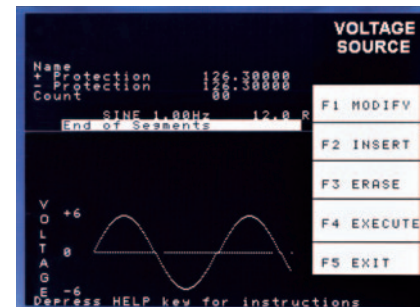 VOLTAGE
SOURCE
Name
+ Protection 126.30000
- Protection 126.30000
Count 00
SINE 1.00Hz 12.0 R
End of Segments
F1 MODIFY
F2 INSERT
F3 ERASE
F4 EXECUTE
F5 EXIT
VOLTAGE
+6
0
-6
Depress HELP key for instructions